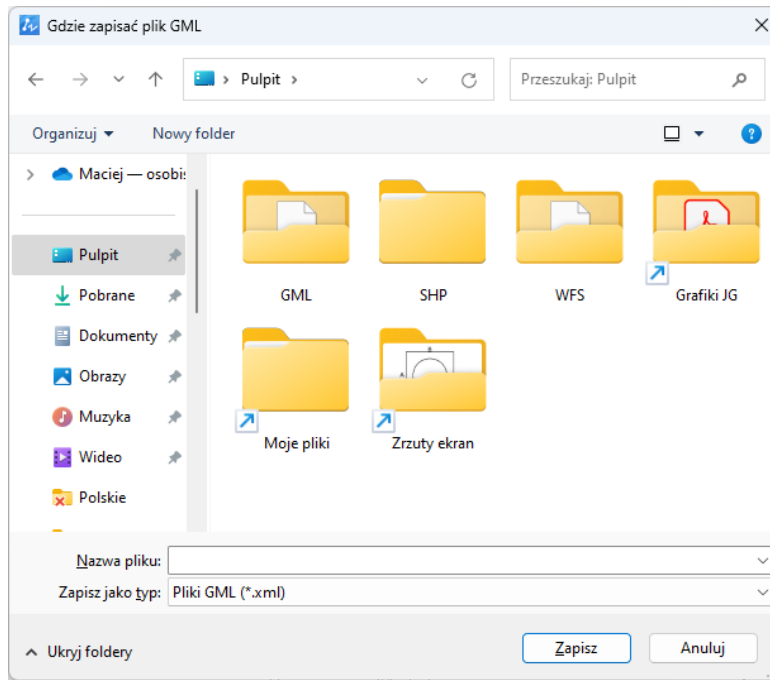 Gdzie zapisać plik GML
Pulpit
Przeszukaj: Pulpit
Organizuj
Nowy folder
Maciej — osobis
Pulpit
Pobrane
Dokumenty
Obrazy
Muzyka
Wideo
Polskie
GML
SHP
WFS
Grafiki JG
Moje pliki
Zrzuty ekran
Nazwa pliku:
Zapisz jako typ: Pliki GML (*.xml)
Ukryj foldery
Zapisz
Anuluj